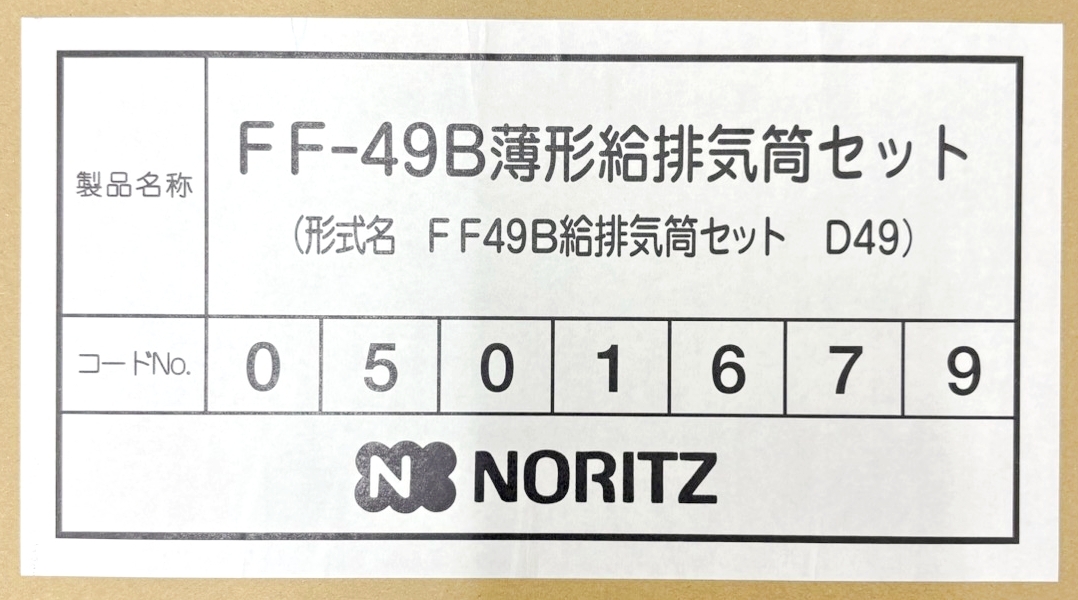 製品名称
FF-49B薄形給排気筒セット
(形式名 FF49B給排気筒セット D49)
コードNo. 0 5 0 1 6 7 9
N NORITZ